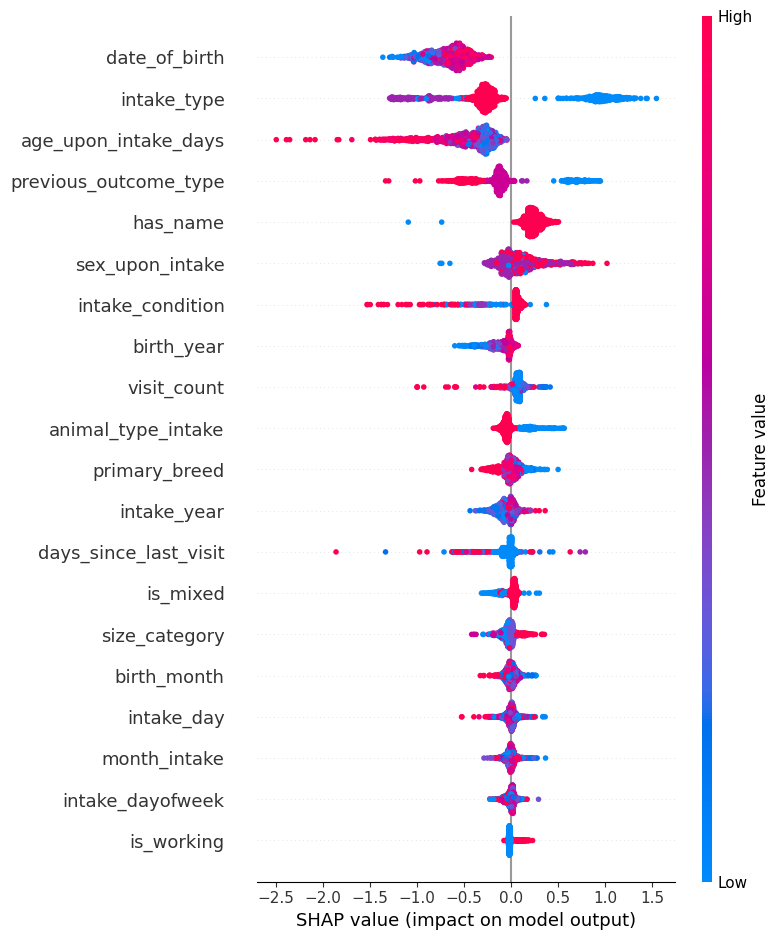 High
date_of_birth
intake_type
age_upon_intake_days
previous_outcome_type
has_name
sex_upon_intake
intake_condition
birth_year
visit_count
animal_type_intake
primary_breed
intake_year
days_since_last_visit
is_mixed
size_category
birth_month
intake_day
month_intake
intake_dayofweek
is_working
Feature value
Low
−2.5 −2.0 −1.5 −1.0 −0.5 0.0 0.5 1.0 1.5
SHAP value (impact on model output)